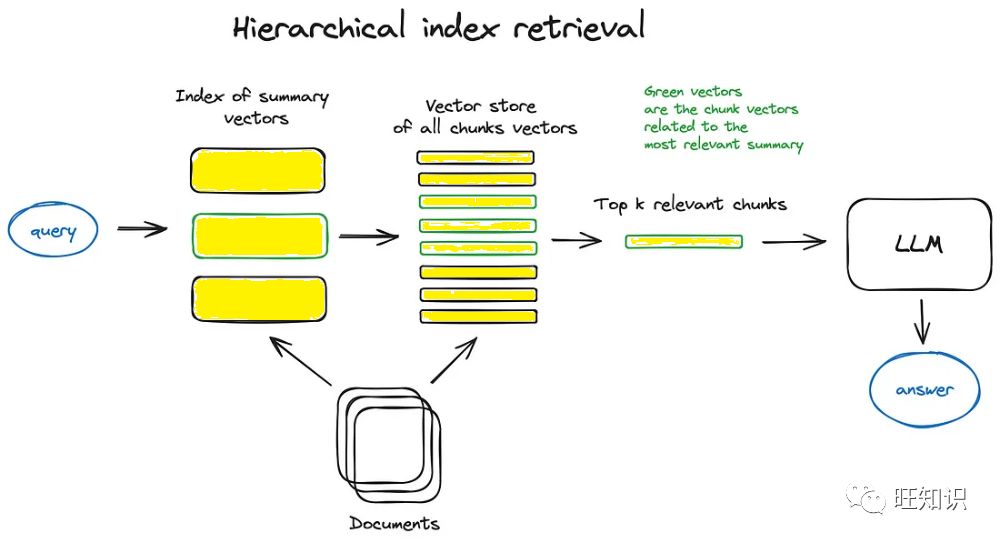 Hierarchical index retrieval
Index of summary
vectors
Vector store
of all chunks vectors
Green vectors
are the chunk vectors
related to the
most relevant summary
query
Top k relevant chunks
LLM
answer
Documents
旺知识